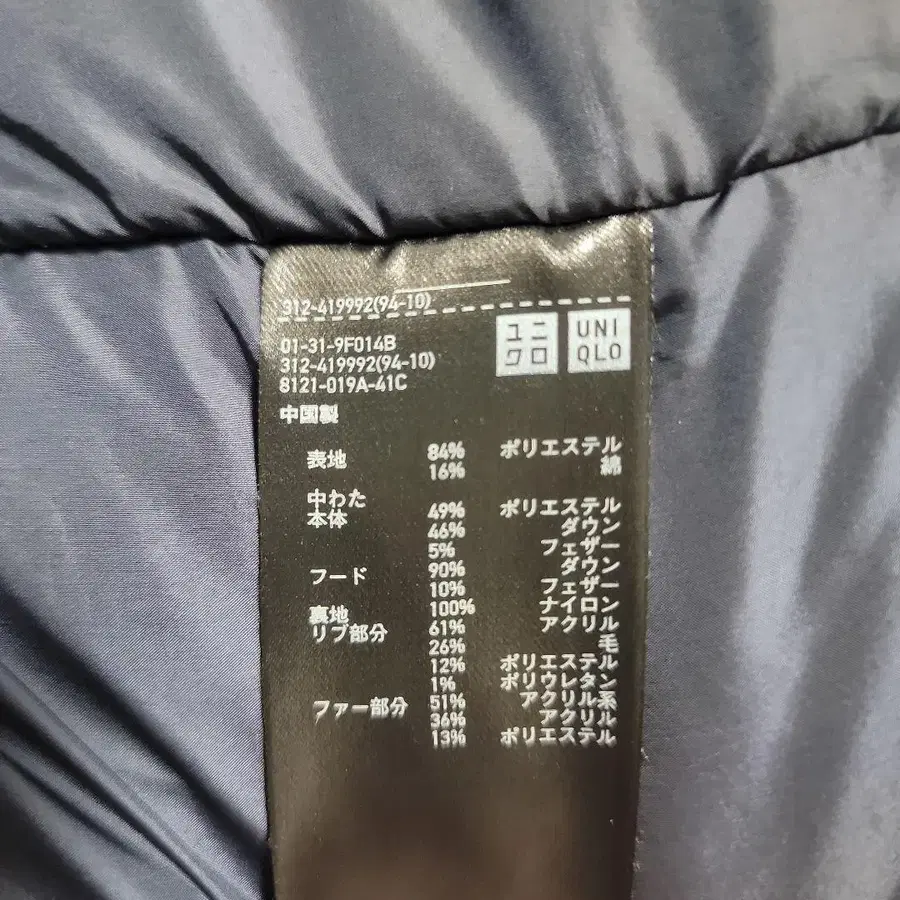 312-419992(94-10)
01-31-9F014B
312-419992(94-10)
8121-019A-41C
ユニ
クロ
UNI
QLO
中国製
表地 84% ポリエステル
16% 綿
中わた
本体 49% ポリエステル
46% ダウン
5% フェザー
フード 90% ダウン
10% フェザー
裏地 100% ナイロン
リブ部分 61% アクリル
26% 毛
12% ポリエステル
1% ポリウレタン
ファー部分 51% アクリル系
36% アクリル
13% ポリエステル